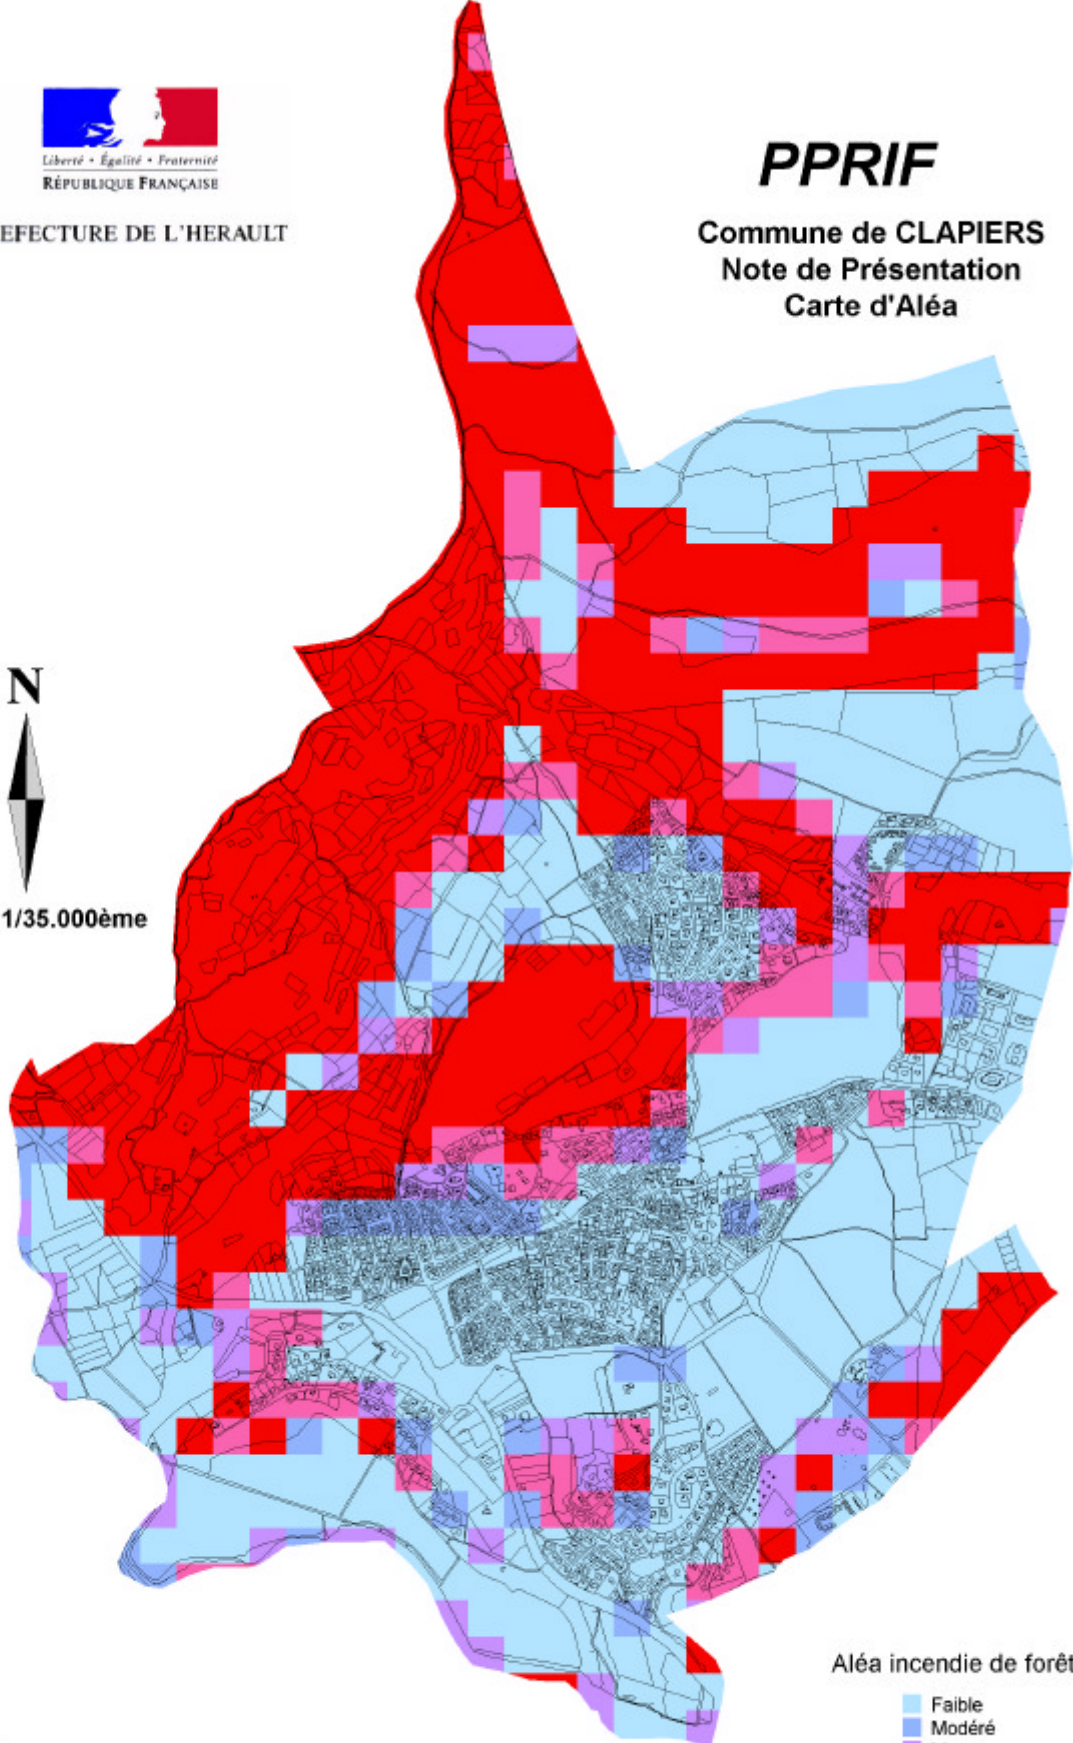 Liberté • Égalité • Fraternité
RÉPUBLIQUE FRANÇAISE
EFECTURE DE L'HERAULT
PPRIF
Commune de CLAPIERS
Note de Présentation
Carte d'Aléa
N
1/35.000ème
Aléa incendie de forêt
Faible
Modéré